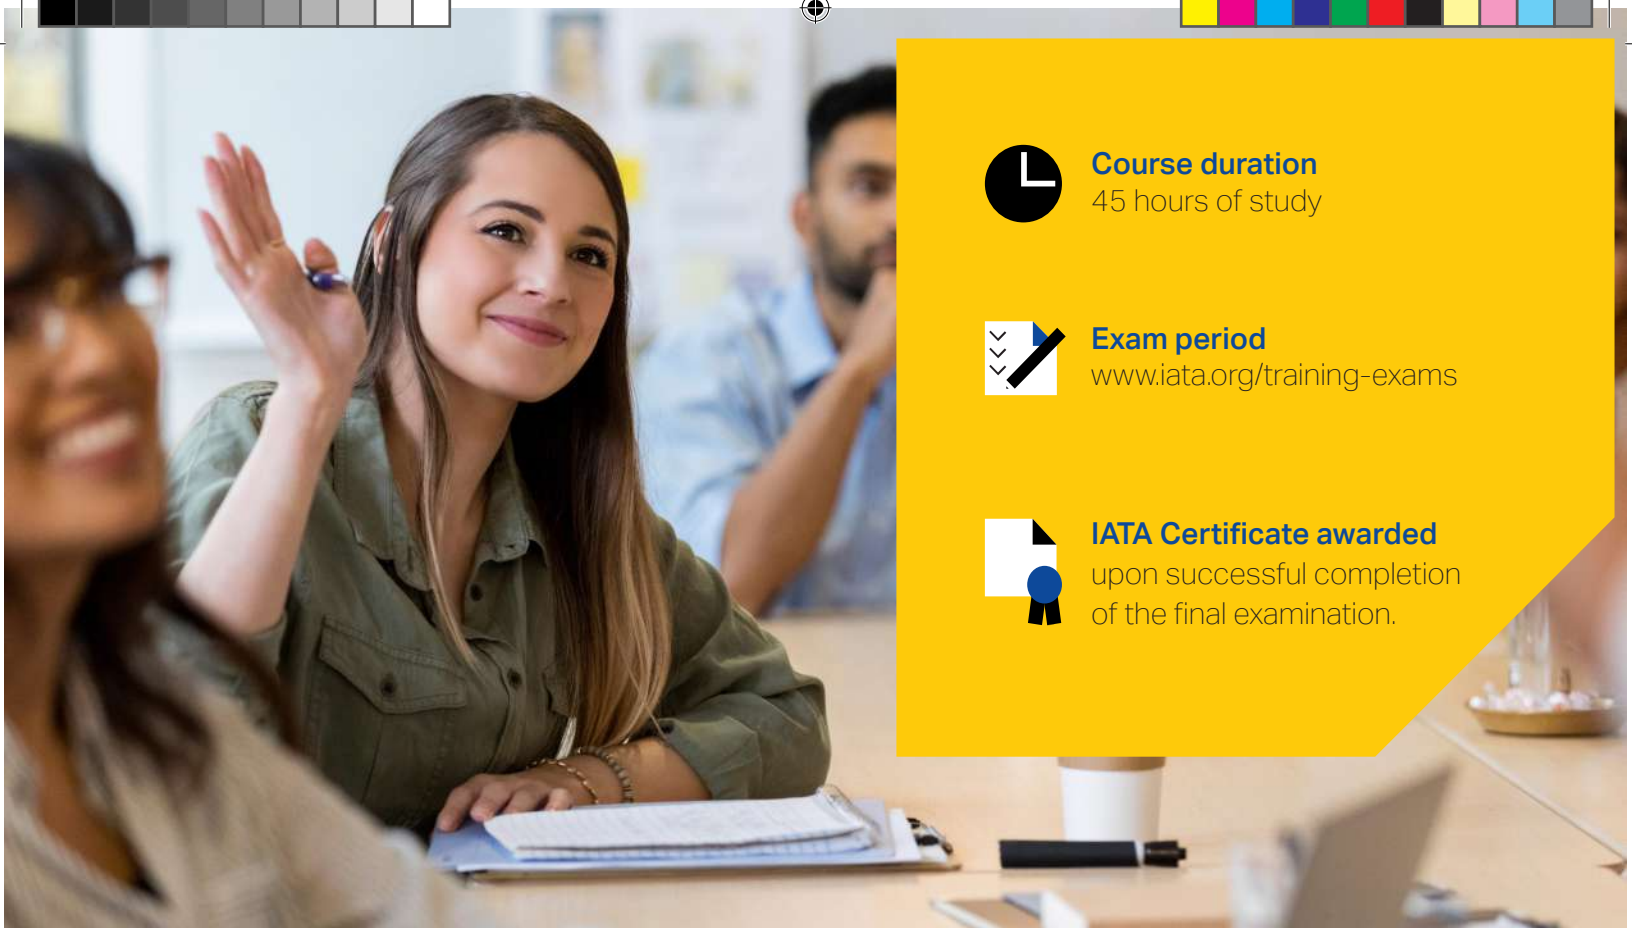 Course duration
45 hours of study
Exam period
www.iata.org/training-exams
IATA Certificate awarded
upon successful completion
of the final examination.